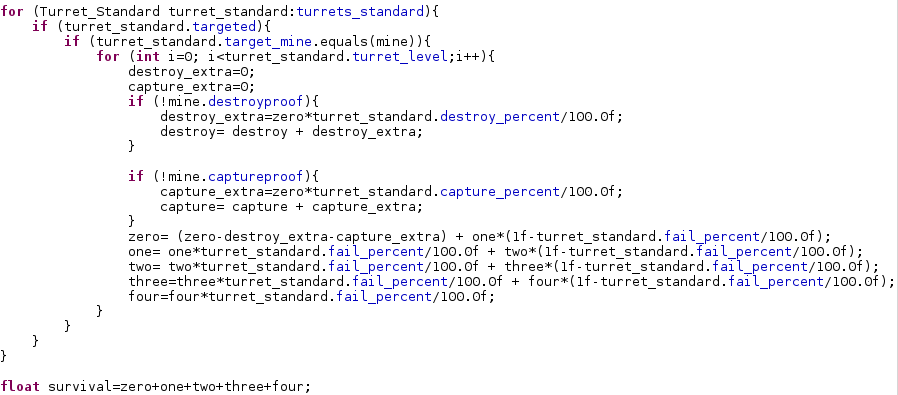 for (Turret_Standard turret_standard:turrets_standard){
    if (turret_standard.targeted){
        if (turret_standard.target_mine.equals(mine)){
            for (int i=0; i<turret_standard.turret_level;i++){
                destroy_extra=0;
                capture_extra=0;
                if (!mine.destroyproof){
                    destroy_extra=zero*turret_standard.destroy_percent/100.0f;
                    destroy= destroy + destroy_extra;
                }

                if (!mine.captureproof){
                    capture_extra=zero*turret_standard.capture_percent/100.0f;
                    capture= capture + capture_extra;
                }
                zero= (zero-destroy_extra-capture_extra) + one*(1f-turret_standard.fail_percent/100.0f);
                one= one*turret_standard.fail_percent/100.0f + two*(1f-turret_standard.fail_percent/100.0f);
                two= two*turret_standard.fail_percent/100.0f + three*(1f-turret_standard.fail_percent/100.0f);
                three=three*turret_standard.fail_percent/100.0f + four*(1f-turret_standard.fail_percent/100.0f);
                four=four*turret_standard.fail_percent/100.0f;
            }
        }
    }
}

float survival=zero+one+two+three+four;